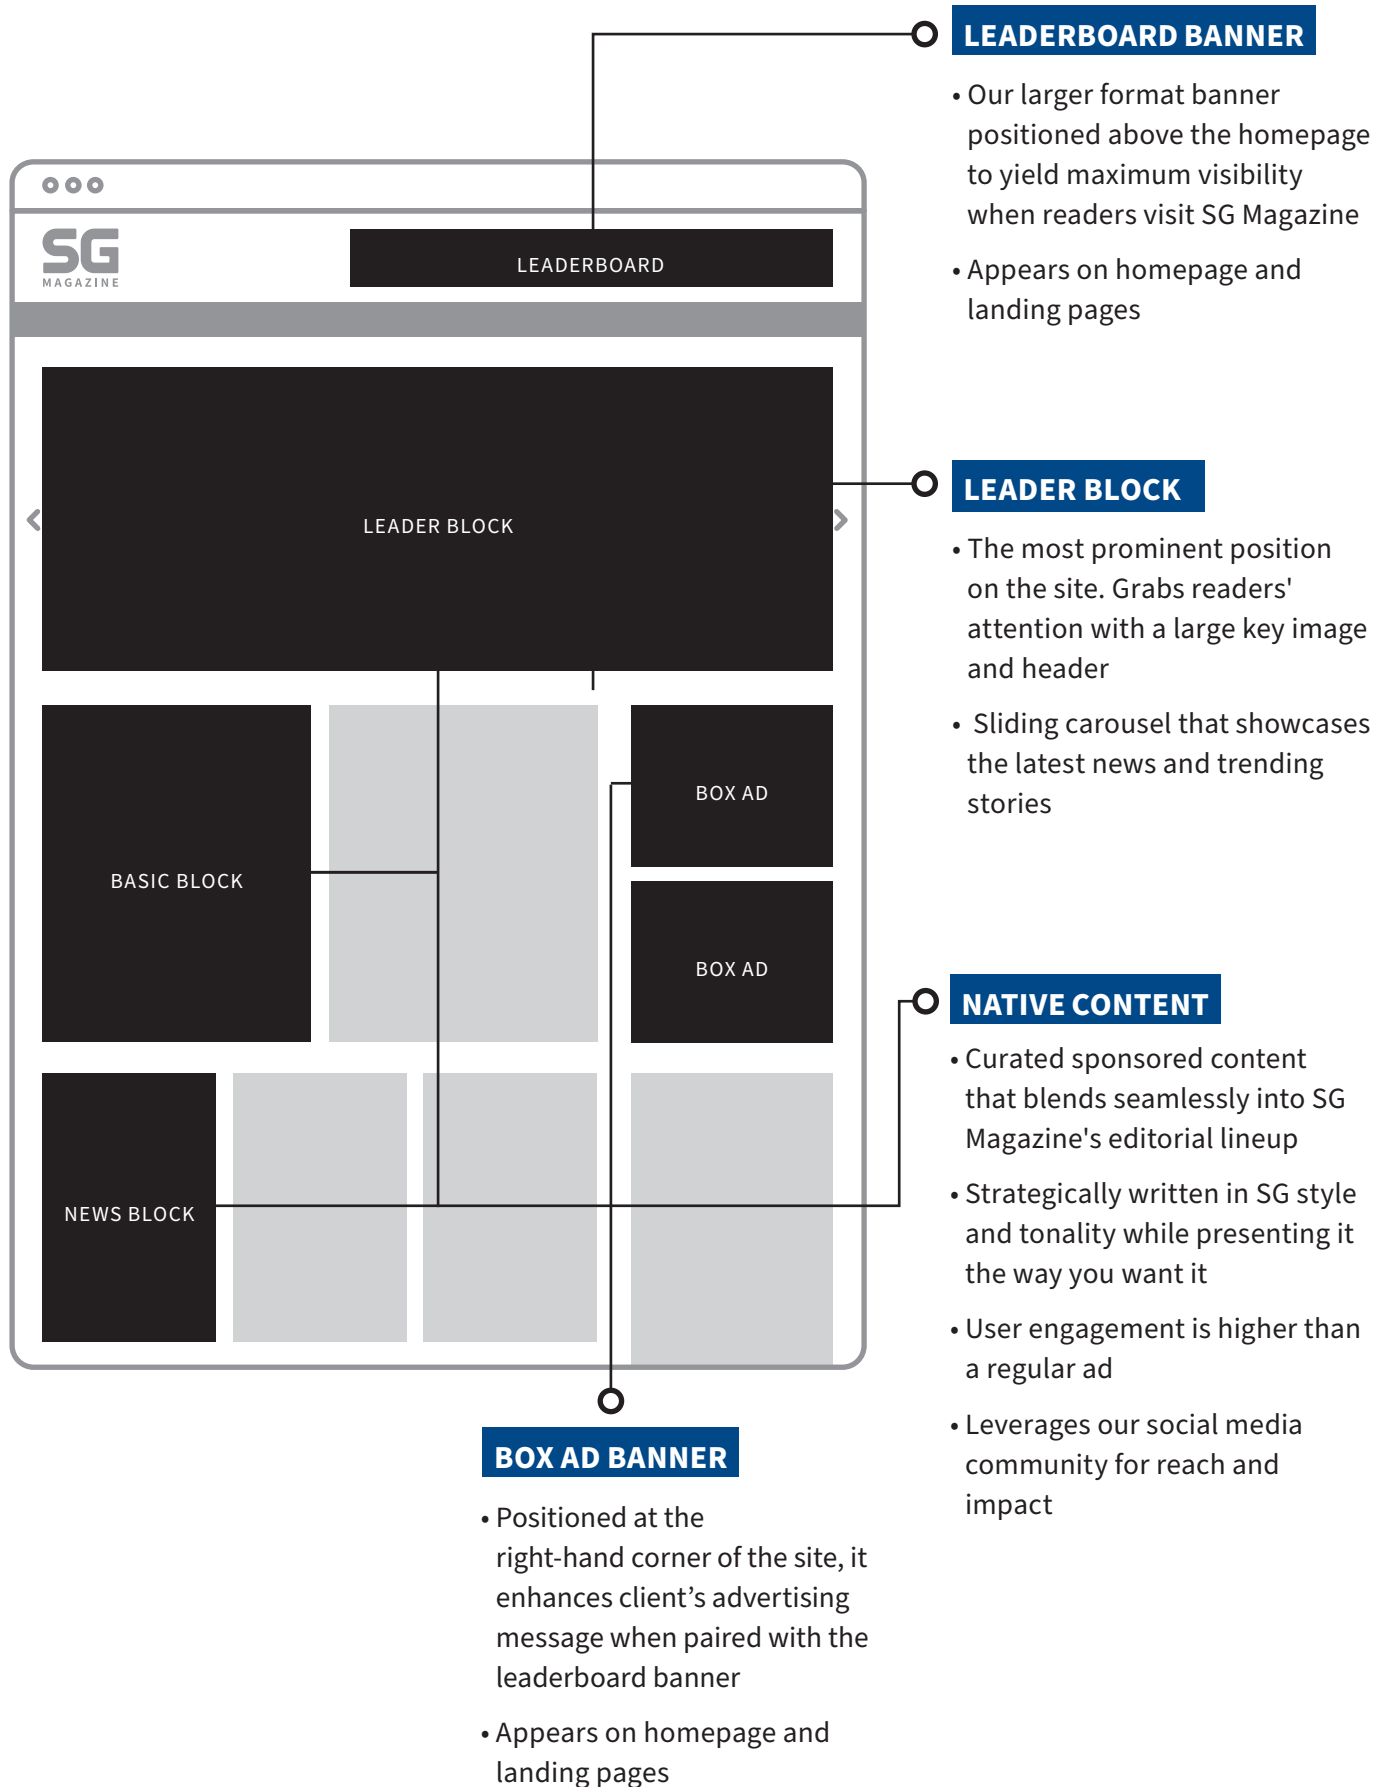 LEADERBOARD BANNER
• Our larger format banner
positioned above the homepage
to yield maximum visibility
when readers visit SG Magazine
• Appears on homepage and
landing pages
SG
MAGAZINE
LEADERBOARD
LEADER BLOCK
LEADER BLOCK
• The most prominent position
on the site. Grabs readers'
attention with a large key image
and header
• Sliding carousel that showcases
the latest news and trending
stories
BASIC BLOCK
BOX AD
BOX AD
NEWS BLOCK
NATIVE CONTENT
• Curated sponsored content
that blends seamlessly into SG
Magazine's editorial lineup
• Strategically written in SG style
and tonality while presenting it
the way you want it
• User engagement is higher than
a regular ad
• Leverages our social media
community for reach and
impact
BOX AD BANNER
• Positioned at the
right-hand corner of the site, it
enhances client’s advertising
message when paired with the
leaderboard banner
• Appears on homepage and
landing pages